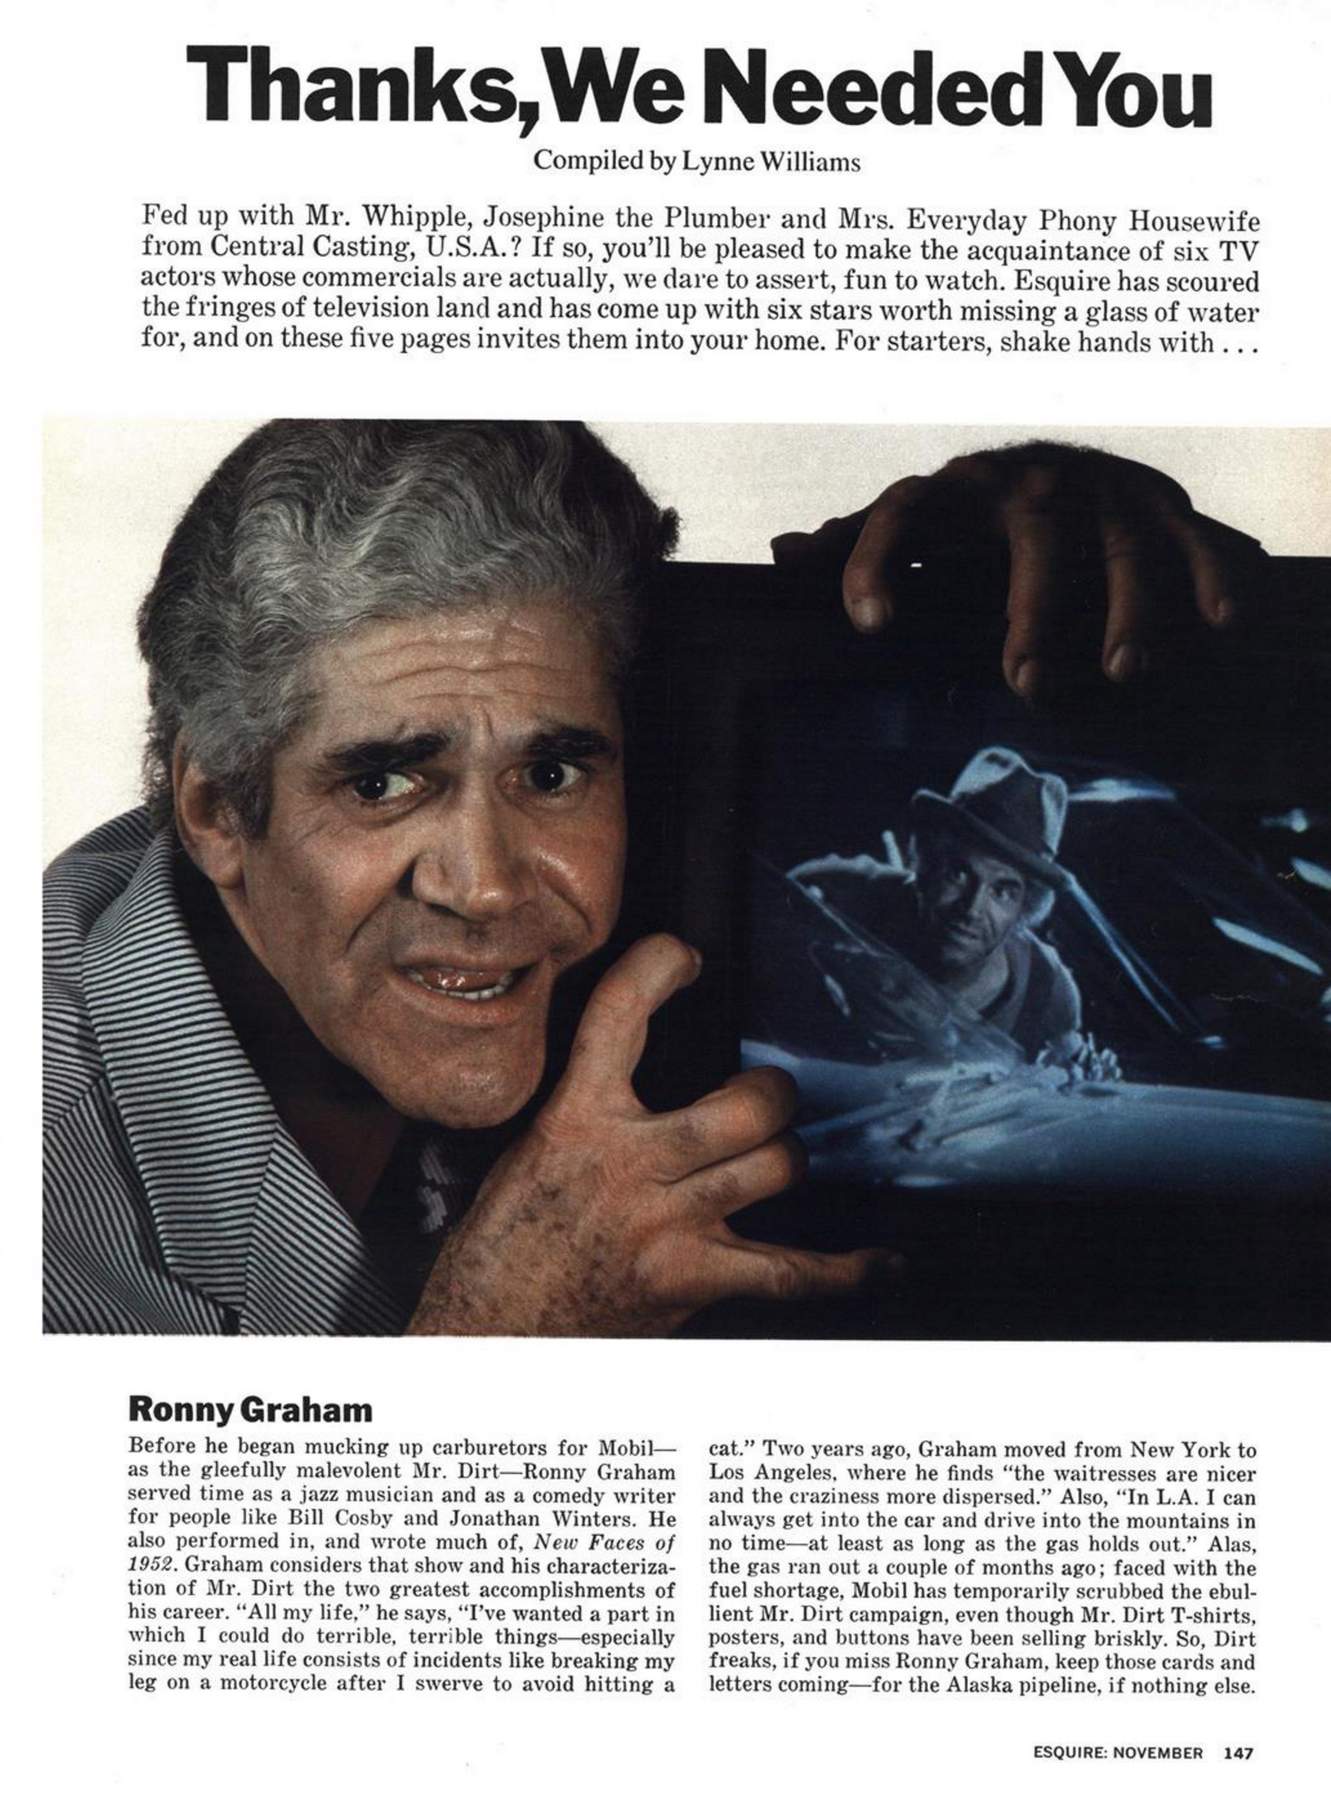 Thanks, We Needed You
Compiled by Lynne Williams
Fed up with Mr. Whipple, Josephine the Plumber and Mrs. Everyday Phony Housewife
from Central Casting, U.S.A.? If so, you'll be pleased to make the acquaintance of six TV
actors whose commercials are actually, we dare to assert, fun to watch. Esquire has scoured
the fringes of television land and has come up with six stars worth missing a glass of water
for, and on these five pages invites them into your home. For starters, shake hands with . . .
Ronny Graham
Before he began mucking up carburetors for Mobil—
as the gleefully malevolent Mr. Dirt—Ronny Graham
served time as a jazz musician and as a comedy writer
for people like Bill Cosby and Jonathan Winters. He
also performed in, and wrote much of, New Faces of
1952. Graham considers that show and his characteriza-
tion of Mr. Dirt the two greatest accomplishments of
his career. “All my life,” he says, “I've wanted a part in
which I could do terrible, terrible things—especially
since my real life consists of incidents like breaking my
leg on a motorcycle after I swerve to avoid hitting a
cat.” Two years ago, Graham moved from New York to
Los Angeles, where he finds “the waitresses are nicer
and the craziness more dispersed.” Also, “In L.A. I can
always get into the car and drive into the mountains in
no time—at least as long as the gas holds out.” Alas,
the gas ran out a couple of months ago; faced with the
fuel shortage, Mobil has temporarily scrubbed the ebul-
lient Mr. Dirt campaign, even though Mr. Dirt T-shirts,
posters, and buttons have been selling briskly. So, Dirt
freaks, if you miss Ronny Graham, keep those cards and
letters coming—for the Alaska pipeline, if nothing else.
ESQUIRE: NOVEMBER 147